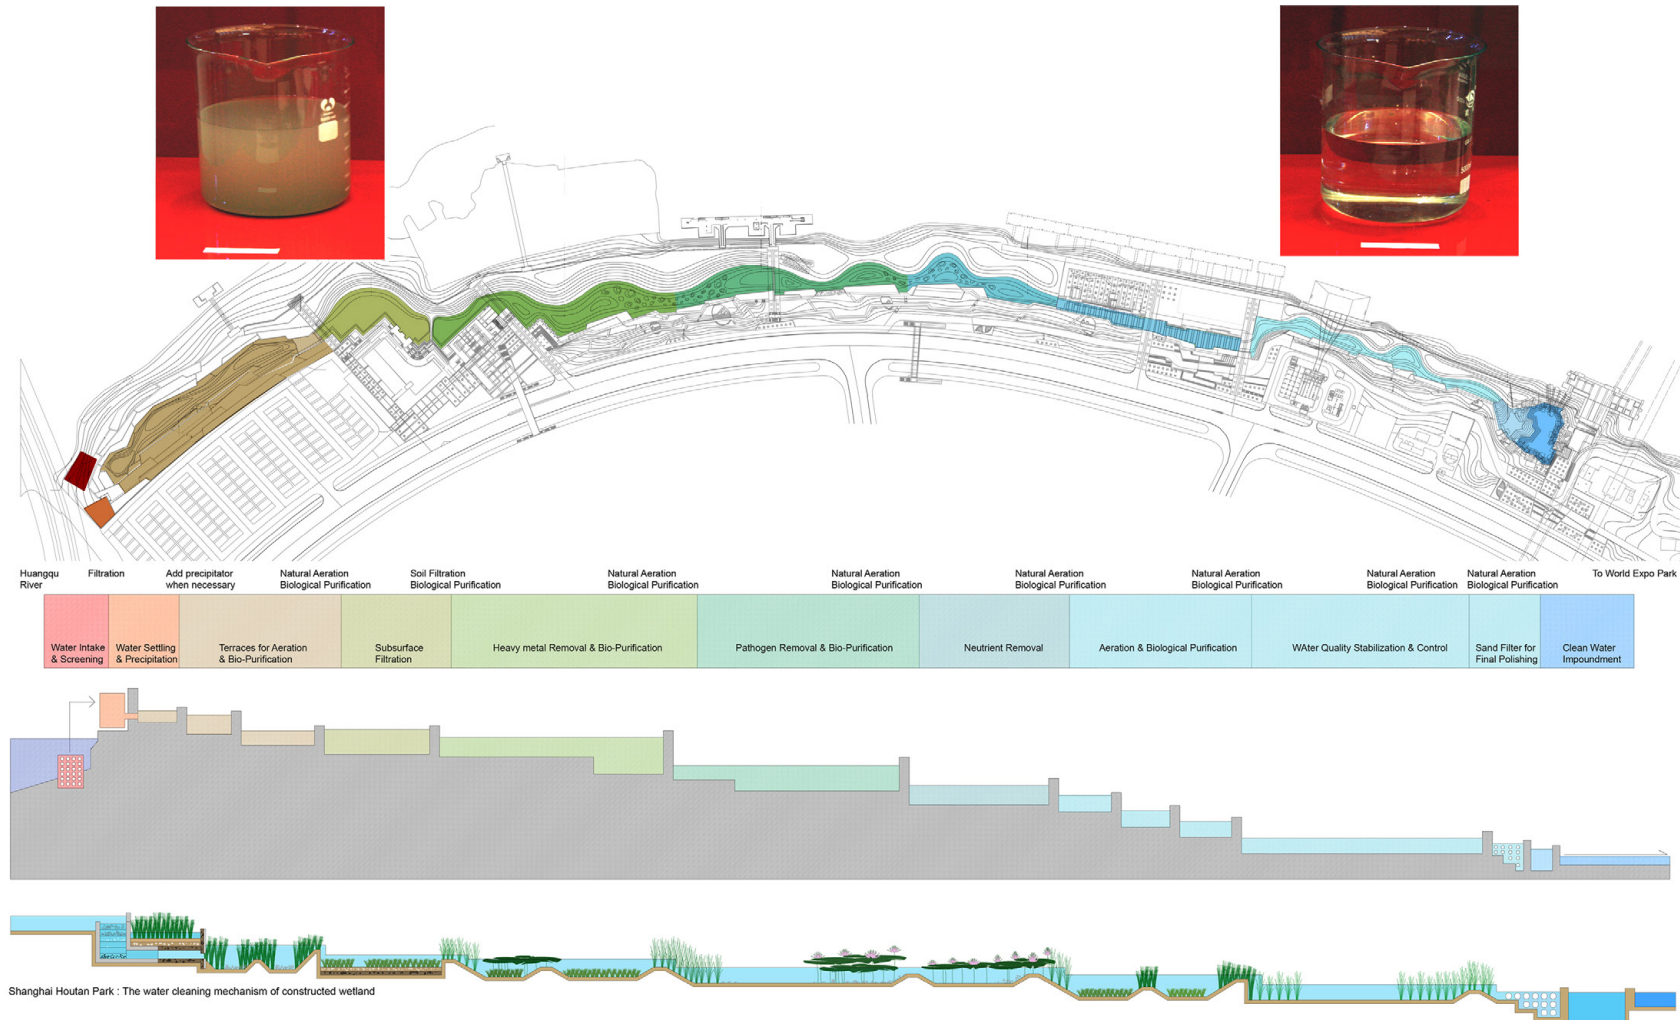 Huangqu
River
Filtration
Add precipitator
when necessary
Natural Aeration
Biological Purification
Soil Filtration
Biological Purification
Natural Aeration
Biological Purification
Natural Aeration
Biological Purification
Natural Aeration
Biological Purification
Natural Aeration
Biological Purification
Natural Aeration
Biological Purification
Natural Aeration
Biological Purification
To World Expo Park
Water Intake
& Screening
Water Settling
& Precipitation
Terraces for Aeration
& Bio-Purification
Subsurface
Filtration
Heavy metal Removal & Bio-Purification
Pathogen Removal & Bio-Purification
Neutrient Removal
Aeration & Biological Purification
WAter Quality Stabilization & Control
Sand Filter for
Final Polishing
Clean Water
Impoundment
Shanghai Houtan Park : The water cleaning mechanism of constructed wetland